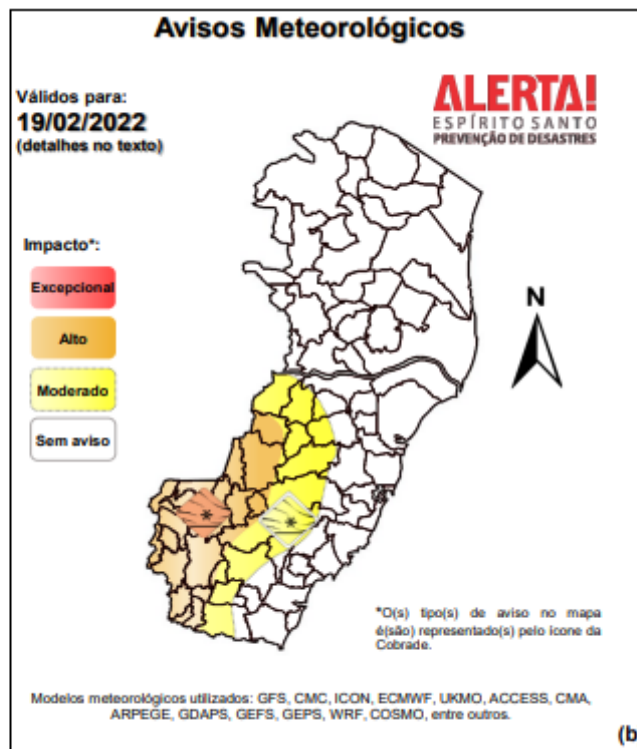 Avisos Meteorológicos
Válidos para:
19/02/2022
(detalhes no texto)
ALERTA!
ESPÍRITO SANTO
PREVENÇÃO DE DESASTRES
Impacto*:
Excepcional
Alto
Moderado
Sem aviso
N
*O(s) tipo(s) de aviso no mapa
é(são) representado(s) pelo ícone da
Cobrade.
Modelos meteorológicos utilizados: GFS, CMC, ICON, ECMWF, UKMO, ACCESS, CMA,
ARPEGE, GDAPS, GEFS, GEPS, WRF, COSMO, entre outros.
(b